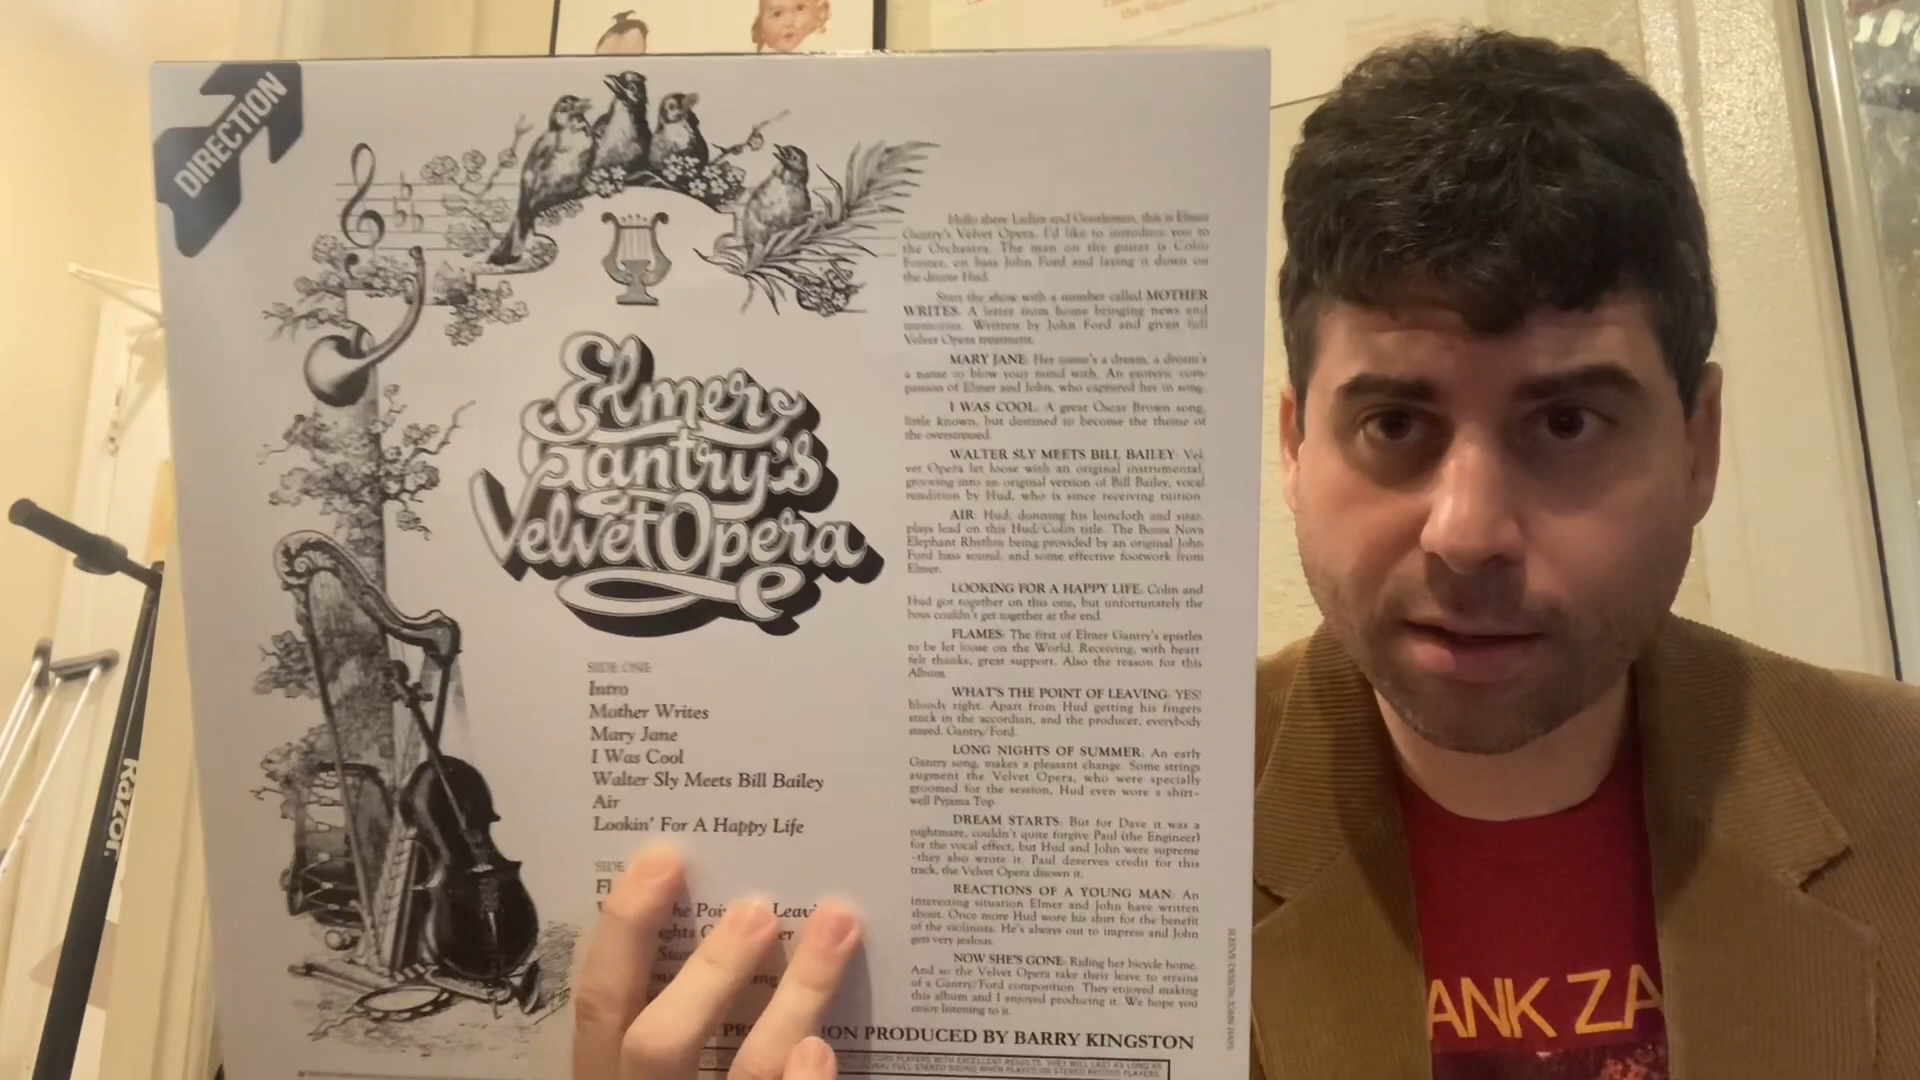 DIRECTION
Elmer
Gantry's
Velvet Opera
SIDE ONE
Intro
Mother Writes
Mary Jane
I Was Cool
Walter Sly Meets Bill Bailey
Air
Lookin' For A Happy Life
SIDE
Hello there Ladies and Gentlemen, this is Elmer
Gantry's Velvet Opera. I'd like to introduce you to
the Orchestra. The man on the guitar is Colin
Forster, on bass John Ford and laying it down on
the drums Hud.
Start the show with a number called MOTHER
WRITES. A letter from home bringing news and
memories. Written by John Ford and given full
Velvet Opera treatment.
MARY JANE: Her name's a dream, a dream's
a name to blow your mind with. An esoteric com-
passion of Elmer and John, who captured her in song.
I WAS COOL: A great Oscar Brown song,
little known, but destined to become the theme of
the overstressed.
WALTER SLY MEETS BILL BAILEY: Vel-
vet Opera let loose with an original instrumental,
grooving into an original version of Bill Bailey, vocal
rendition by Hud, who is since receiving tuition.
AIR: Hud, donning his loincloth and sitar,
plays lead on this Hud/Colin title. The Bossa Nova
Elephant Rhythm being provided by an original John
Ford bass sound, and some effective footwork from
Elmer.
LOOKING FOR A HAPPY LIFE: Colin and
Hud got together on this one, but unfortunately the
boys couldn't get together at the end.
FLAMES: The first of Elmer Gantry's epistles
to be let loose on the World. Receiving, with heart-
felt thanks, great support. Also the reason for this
Album.
WHAT'S THE POINT OF LEAVING: YES!
bloody right. Apart from Hud getting his fingers
stuck in the accordian, and the producer, everybody
stayed. Gantry/Ford.
LONG NIGHTS OF SUMMER: An early
Gantry song, makes a pleasant change. Some strings
augment the Velvet Opera, who were specially
groomed for the session, Hud even wore a shirt-
well Pyjama Top.
DREAM STARTS: But for Dave it was a
nightmare, couldn't quite forgive Paul (the Engineer)
for the vocal effect, but Hud and John were supreme
-they also wrote it. Paul deserves credit for this
track, the Velvet Opera disown it.
REACTIONS OF A YOUNG MAN: An
interesting situation Elmer and John have written
about. Once more Hud wore his shirt for the benefit
of the violinists. He's always out to impress and John
gets very jealous.
NOW SHE'S GONE: Riding her bicycle home.
And so the Velvet Opera take their leave to strains
of a Gantry/Ford composition. They enjoyed making
this album and I enjoyed producing it. We hope you
enjoy listening to it.
PRODUCED BY BARRY KINGSTON
Razor.
ANK ZA